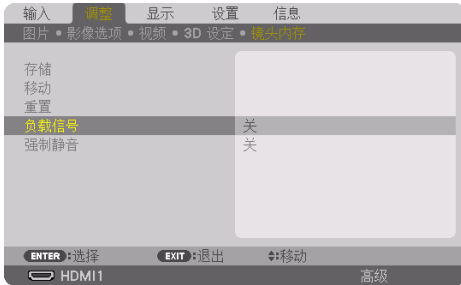 输入 调整 显示 设置 信息
图片 • 影像选项 • 视频 • 3D 设定 • 镜头内存
存储
移动
重置
负载信号 关
强制静音 关
ENTER :选择 EXIT :退出 :移动
HDMI1 高级